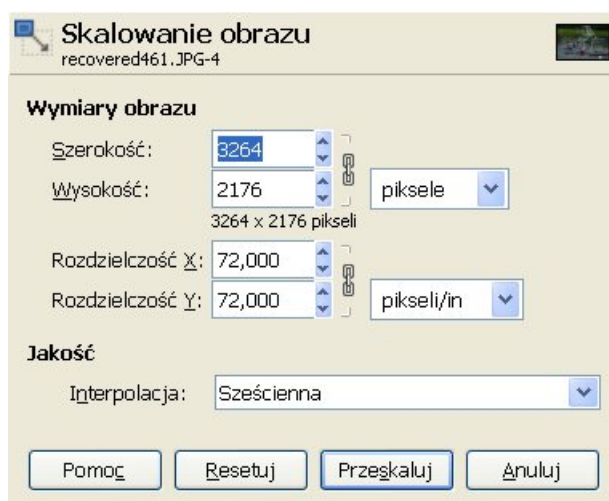 Skalowanie obrazu
recovered461.JPG-4
Wymiary obrazu
Szerokość: 3264
Wysokość: 2176 piksele
3264 x 2176 pikseli
Rozdzielczość X: 72,000
Rozdzielczość Y: 72,000 pikseli/in
Jakość
Interpolacja: Sześcienna
Pomoc Resetuj Przeskaluj Anuluj